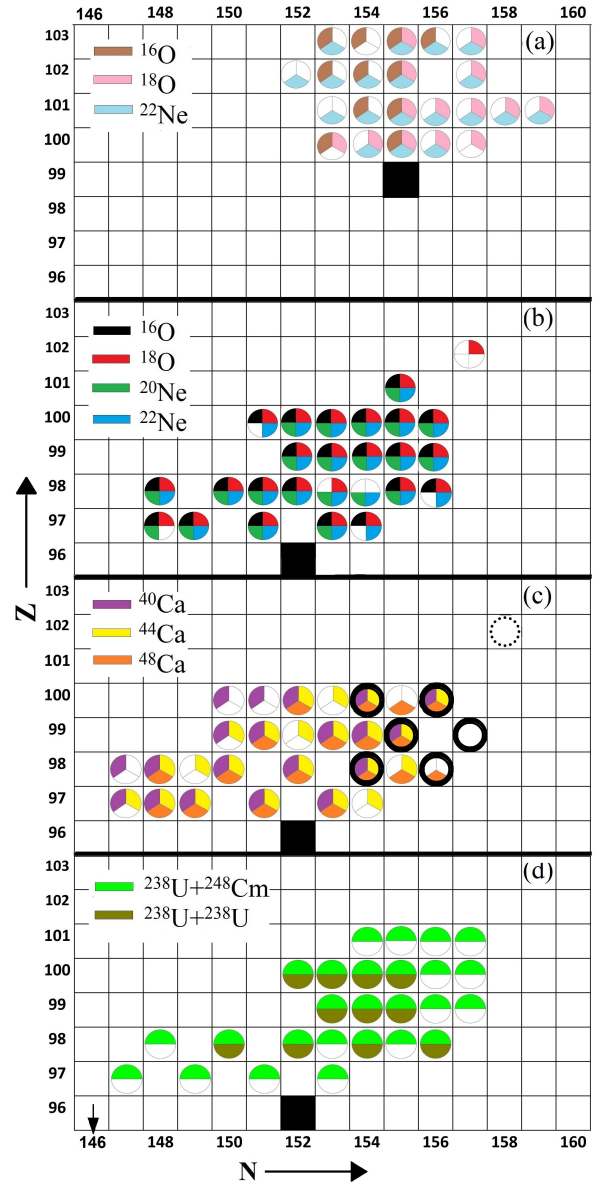 148 150 152 154 156 158 160
103 (a)
16O
102
18O
101
22Ne
100
99
98
97
96
103 (b)
16O
102
18O
101
20Ne
100
22Ne
99
98
97
96
103 (c)
40Ca
102
44Ca
101
48Ca
100
99
98
97
96
103 (d)
238U+248Cm
102
238U+238U
101
100
99
98
97
96
146 148 150 152 154 156 158 160
Z
N